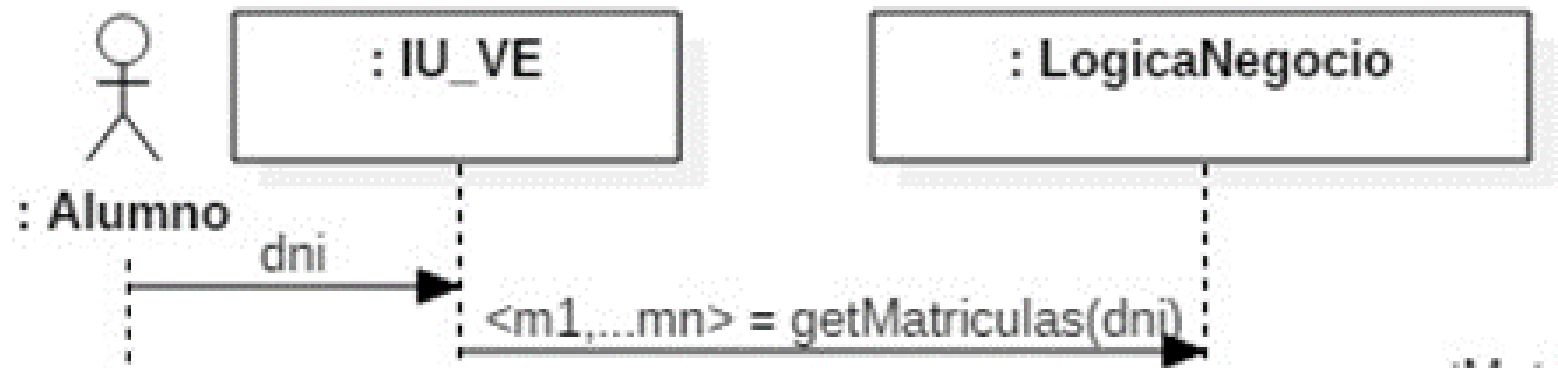 : IU_VE
: LogicaNegocio
: Alumno
dni
<m1,...mn> = getMatriculas(dni)